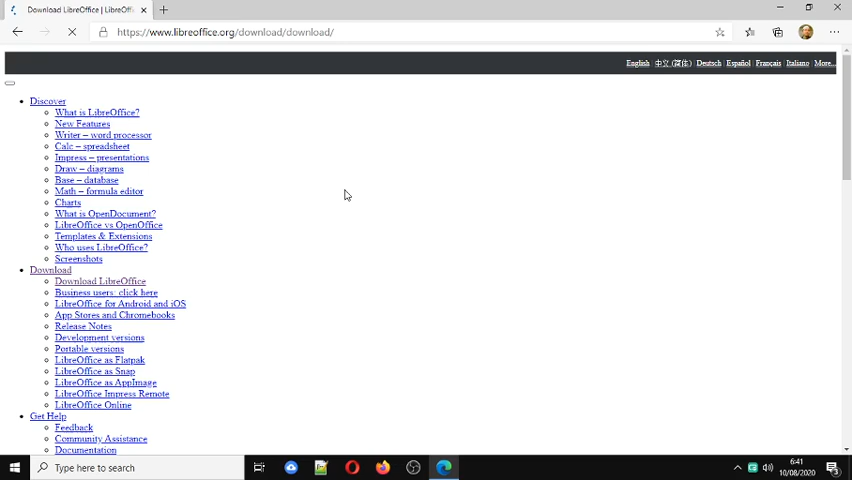 Download LibreOffice | LibreOffi
https://www.libreoffice.org/download/download/
English | 中文 (简体) | Deutsch | Español | Français | Italiano | More...
Discover
What is LibreOffice?
New Features
Writer – word processor
Calc – spreadsheet
Impress – presentations
Draw – diagrams
Base – database
Math – formula editor
Charts
What is OpenDocument?
LibreOffice vs OpenOffice
Templates & Extensions
Who uses LibreOffice?
Screenshots
Download
Download LibreOffice
Business users: click here
LibreOffice for Android and iOS
App Stores and Chromebooks
Release Notes
Development versions
Portable versions
LibreOffice as Flatpak
LibreOffice as Snap
LibreOffice as AppImage
LibreOffice Impress Remote
LibreOffice Online
Get Help
Feedback
Community Assistance
Documentation
Type here to search
6:41
10/08/2020
3